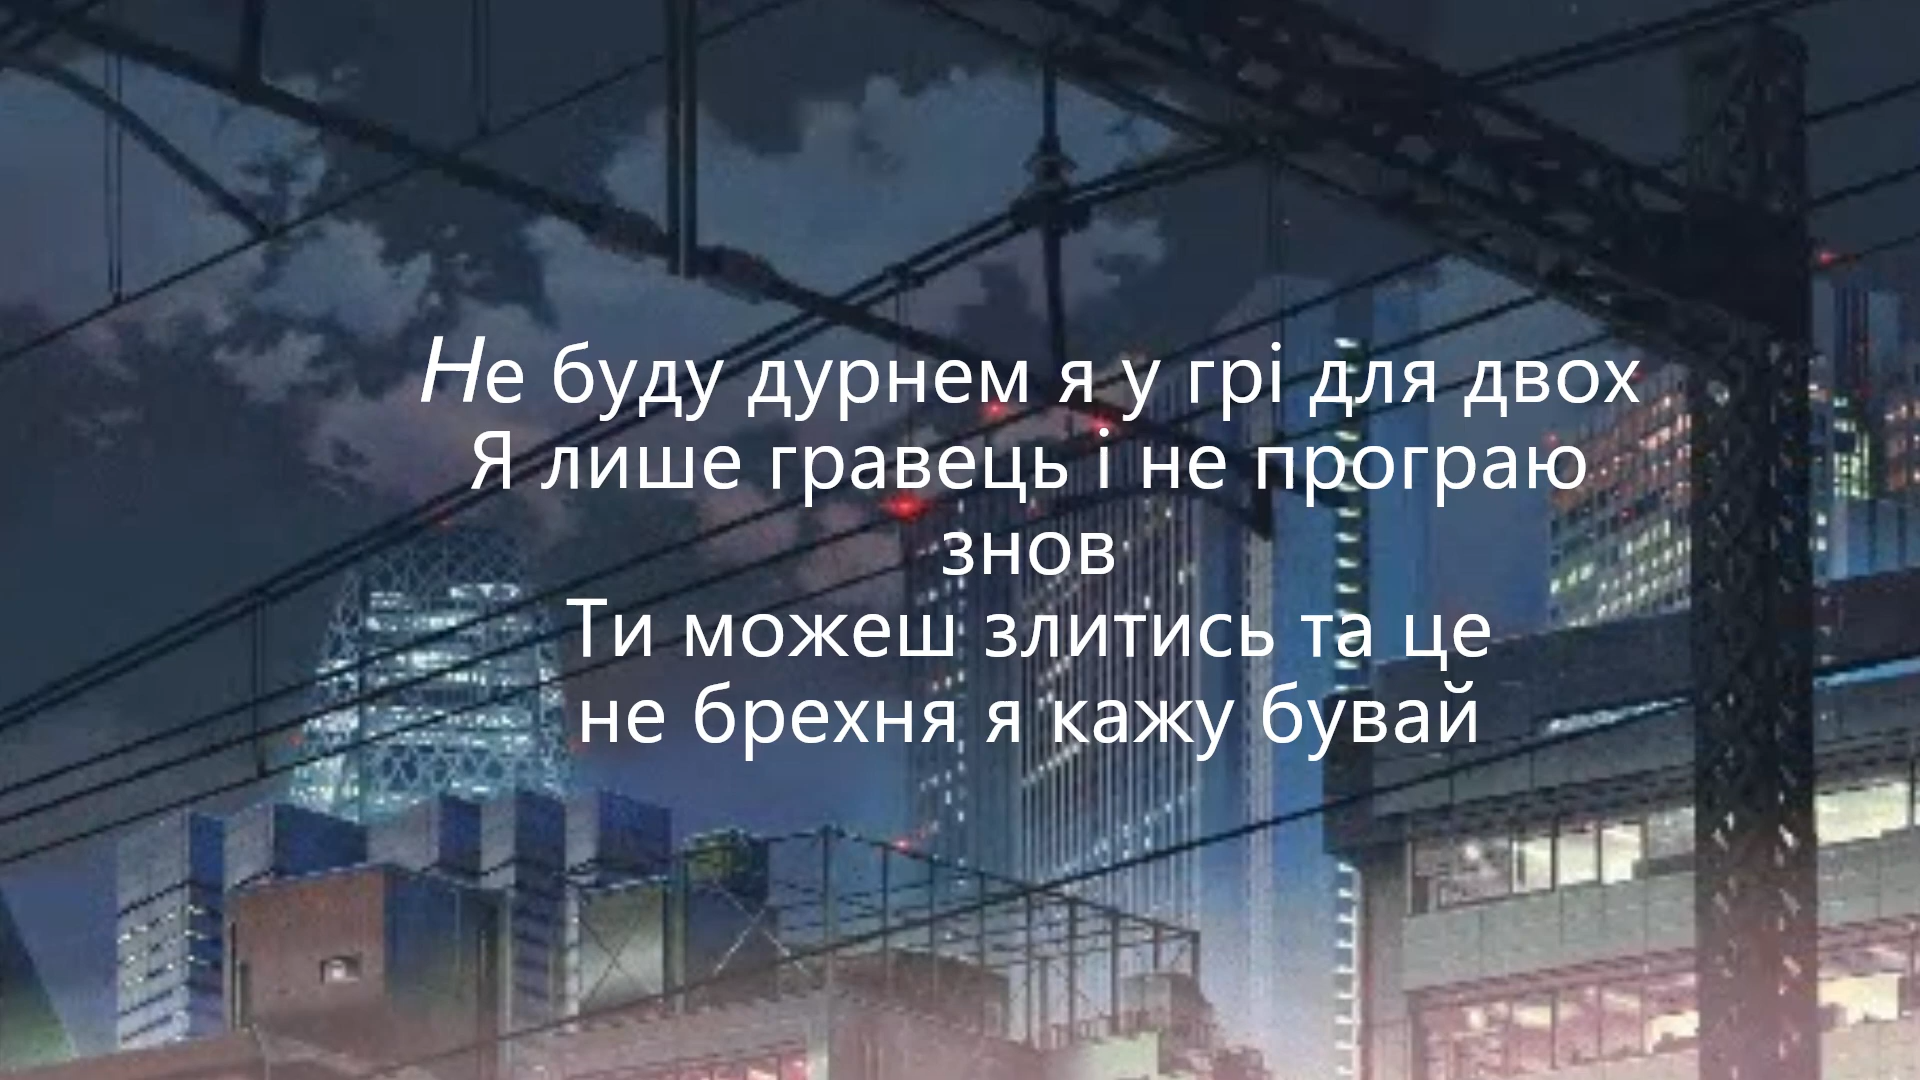 Не буду дурнем я у грі для двох
Я лише гравець і не програю
знов
Ти можеш злитись та це
не брехня я кажу бувай